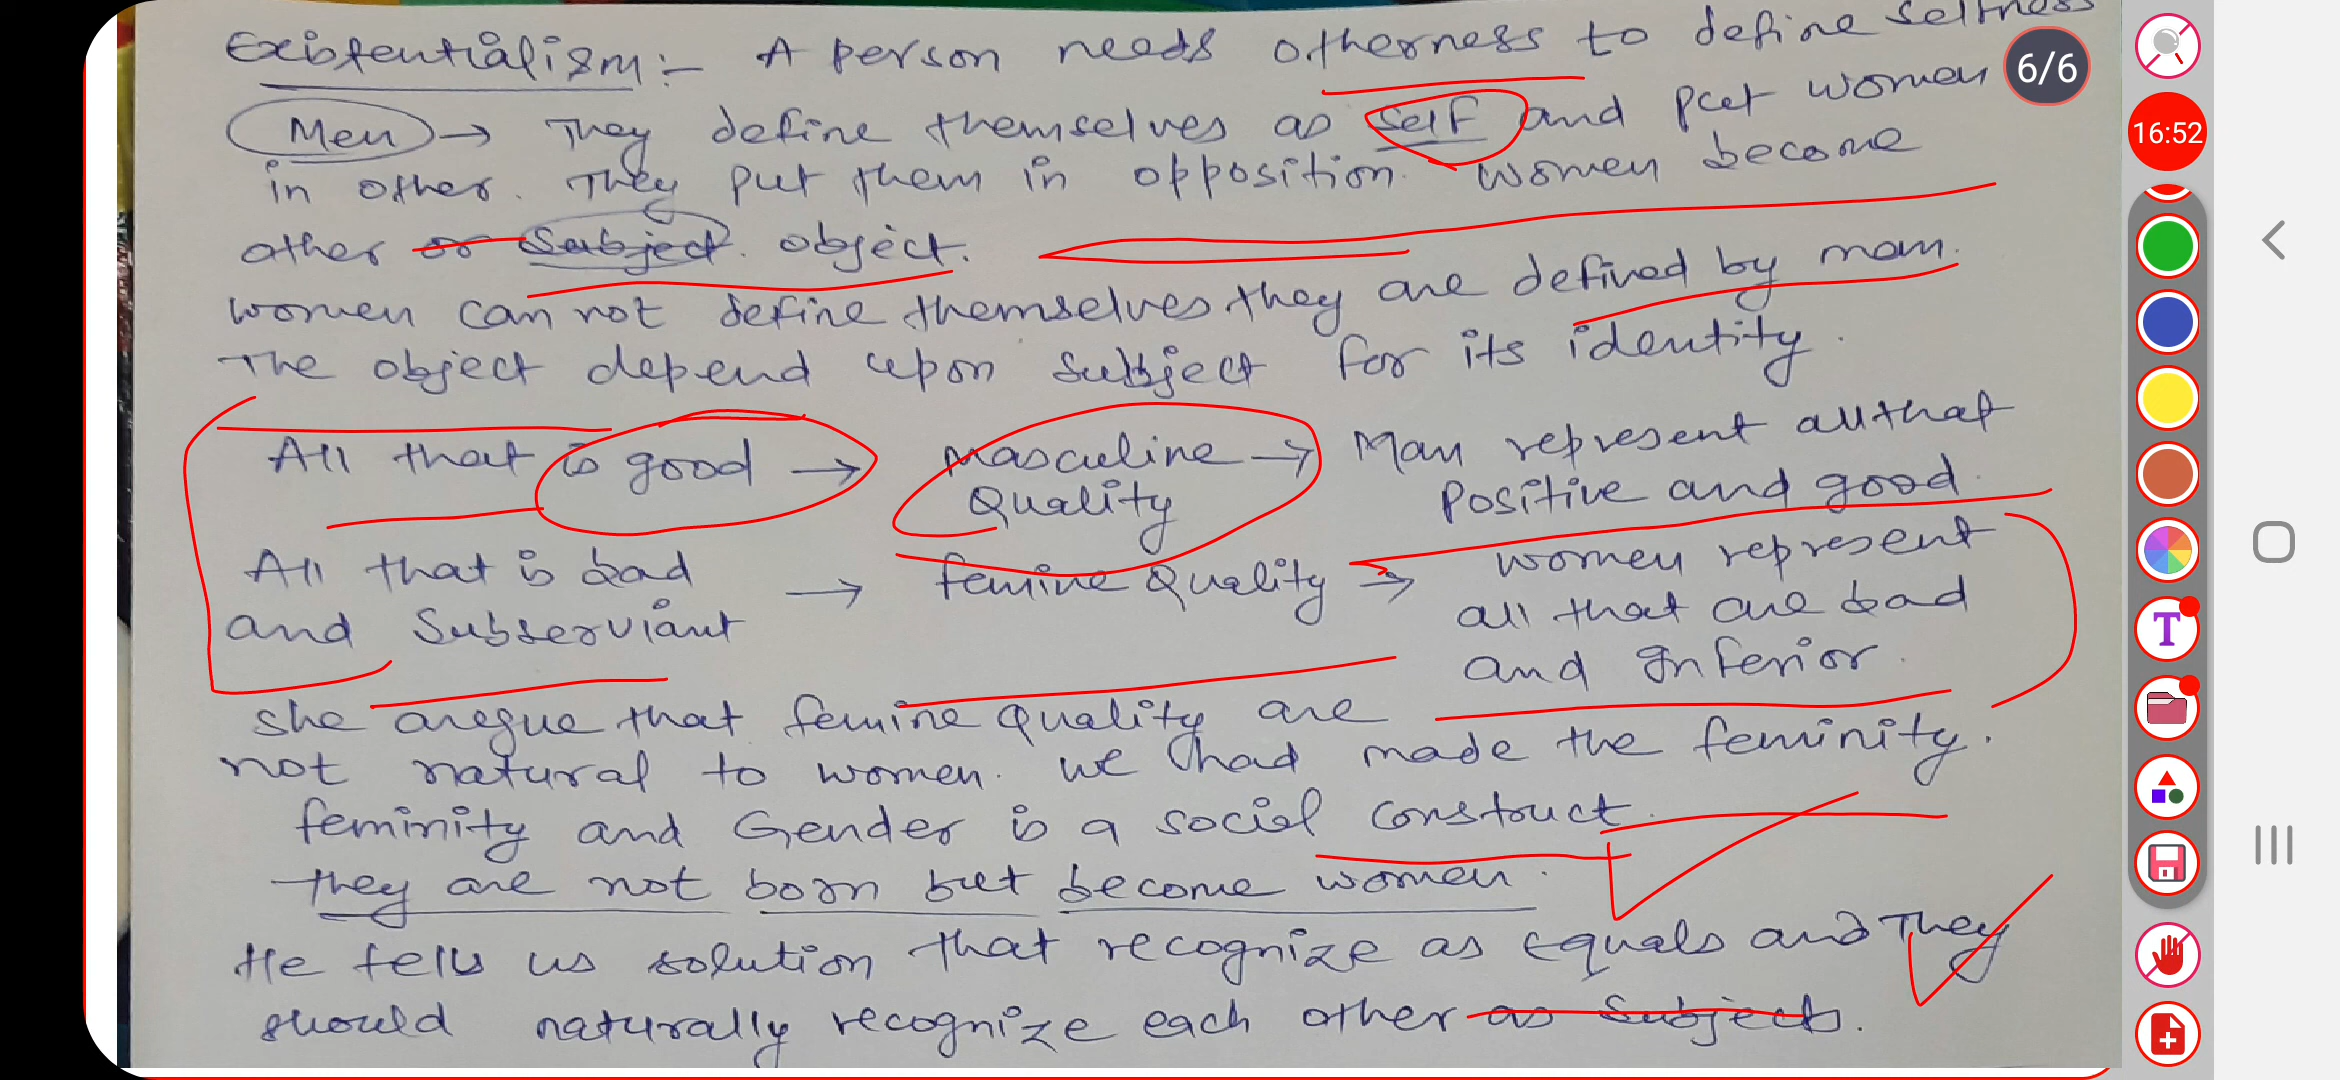 Existentialism:- A person needs otherness to define selfness
6/6
Men → They define themselves as self and put women
16:52
in other. They put them in opposition. women become
other or Subject. object.
women can not define themselves they are defined by man.
The object depend upon subject for its identity.
All that is good → Masculine Quality → Man represent all that
Positive and good.
All that is bad and Subserviant → femine Quality → women represent
all that are bad
and Inferior.
she aregue that femine quality are
not natural to women. we had made the feminity.
feminity and Gender is a social construct.
they are not born but become women.
He tells us solution that recognize as equals and They
should naturally recognize each other as Subjects.
T